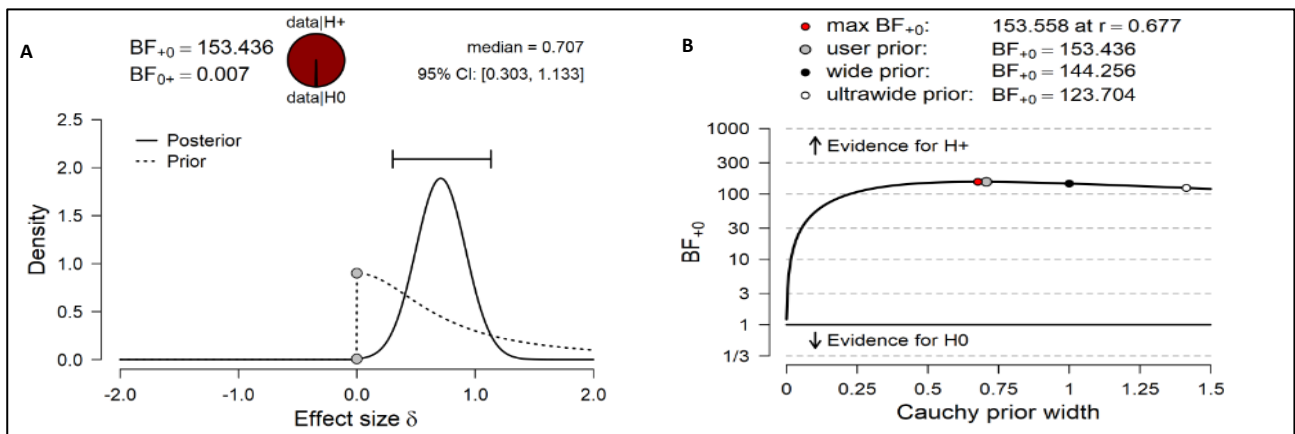 A
data|H+
BF+0 = 153.436
BF0+ = 0.007
data|H0
median = 0.707
95% CI: [0.303, 1.133]
Posterior
Prior
Density
2.5
2.0
1.5
1.0
0.5
0.0
-2.0 -1.0 0.0 1.0 2.0
Effect size δ
B
max BF+0: 153.558 at r = 0.677
user prior: BF+0 = 153.436
wide prior: BF+0 = 144.256
ultrawide prior: BF+0 = 123.704
BF+0
1000
300
100
30
10
3
1
1/3
↑ Evidence for H+
↓ Evidence for H0
0 0.25 0.5 0.75 1 1.25 1.5
Cauchy prior width